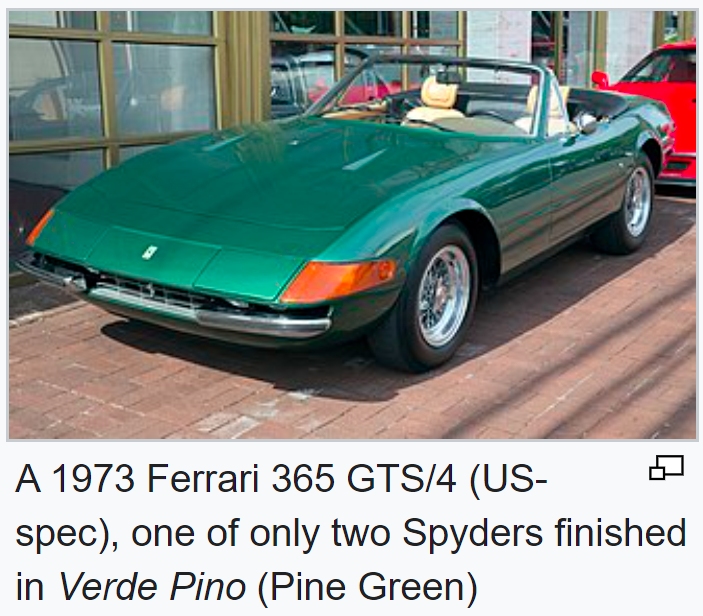 A 1973 Ferrari 365 GTS/4 (US-
spec), one of only two Spyders finished
in Verde Pino (Pine Green)